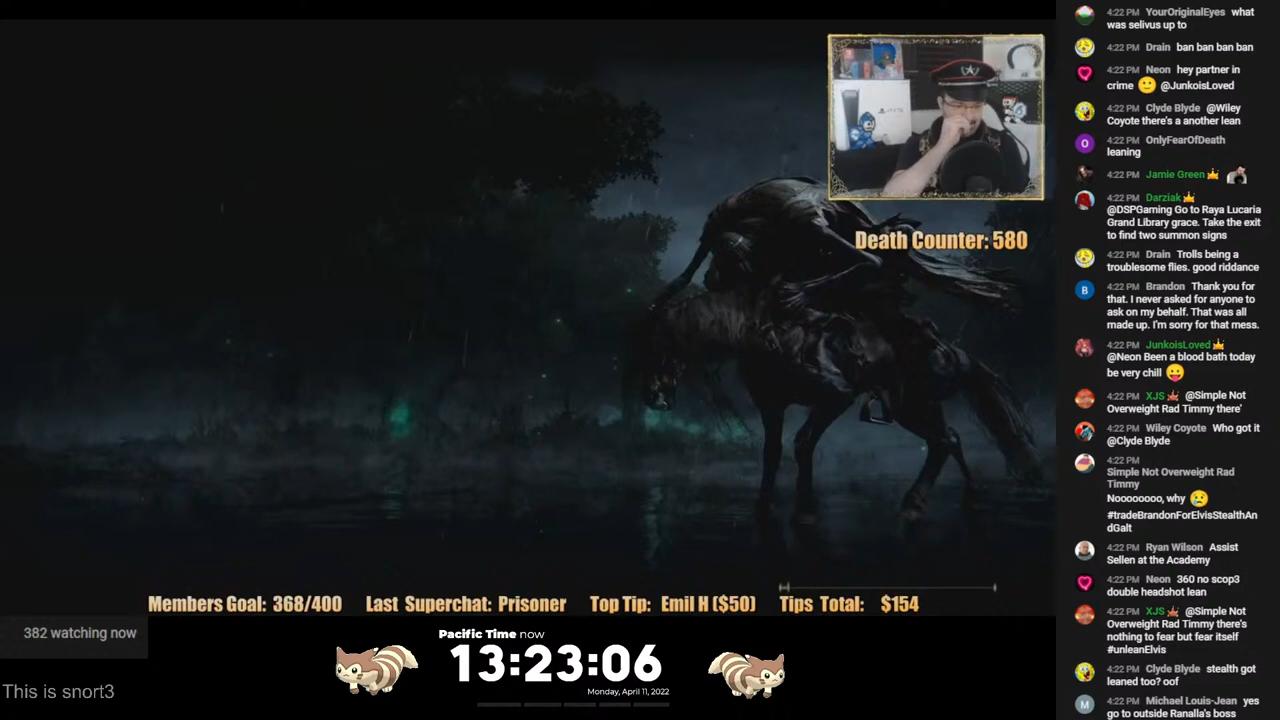 Death Counter: 580
Members Goal: 368/400
Last Superchat: Prisoner
Top Tip: Emil H ($50)
Tips Total: $154
382 watching now
Pacific Time now
13:23:06
Monday, April 11, 2022
This is snort3
4:22 PM YourOriginalEyes what
was selivus up to
4:22 PM Drain ban ban ban ban
4:22 PM Neon hey partner in
crime 🙂 @JunkoisLoved
4:22 PM Clyde Blyde @Wiley
Coyote there's a another lean
4:22 PM OnlyFearOfDeath
leaning
4:22 PM Jamie Green
4:22 PM Darziak
@DSPGaming Go to Raya Lucaria
Grand Library grace. Take the exit
to find two summon signs
4:22 PM Drain Trolls being a
troublesome flies. good riddance
4:22 PM Brandon Thank you for
that. I never asked for anyone to
ask on my behalf. That was all
made up. I'm sorry for that mess.
4:22 PM JunkoisLoved
@Neon Been a blood bath today
be very chill 😛
4:22 PM XJS @Simple Not
Overweight Rad Timmy there'
4:22 PM Wiley Coyote Who got it
@Clyde Blyde
4:22 PM
Simple Not Overweight Rad
Timmy
Noooooooo, why 😢
#tradeBrandonForElvisStealthAn
dGalt
4:22 PM Ryan Wilson Assist
Sellen at the Academy
4:22 PM Neon 360 no scop3
double headshot lean
4:22 PM XJS @Simple Not
Overweight Rad Timmy there's
nothing to fear but fear itself
#unleanElvis
4:22 PM Clyde Blyde stealth got
leaned too? oof
4:22 PM Michael Louis-Jean yes
go to outside Ranalla's boss